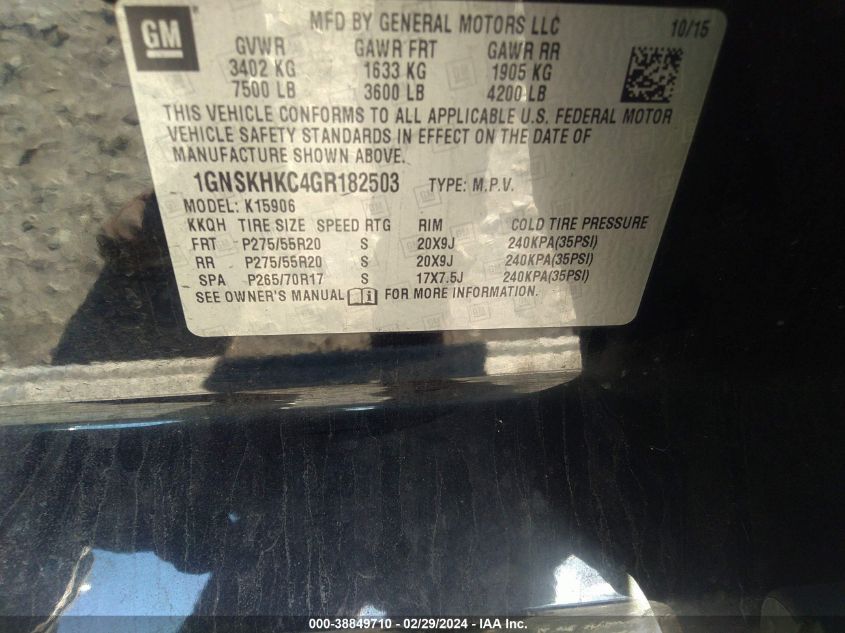 GM
MFD BY GENERAL MOTORS LLC 10/15
GVWR GAWR FRT GAWR RR
3402 KG 1633 KG 1905 KG
7500 LB 3600 LB 4200 LB
THIS VEHICLE CONFORMS TO ALL APPLICABLE U.S. FEDERAL MOTOR
VEHICLE SAFETY STANDARDS IN EFFECT ON THE DATE OF
MANUFACTURE SHOWN ABOVE.
1GNSKHKC4GR182503 TYPE: M.P.V.
MODEL: K15906
KKQH TIRE SIZE SPEED RTG RIM COLD TIRE PRESSURE
FRT P275/55R20 S 20X9J 240KPA(35PSI)
RR P275/55R20 S 20X9J 240KPA(35PSI)
SPA P265/70R17 S 17X7.5J 240KPA(35PSI)
SEE OWNER'S MANUAL i FOR MORE INFORMATION.
000-38849710 - 02/29/2024 - IAA Inc.